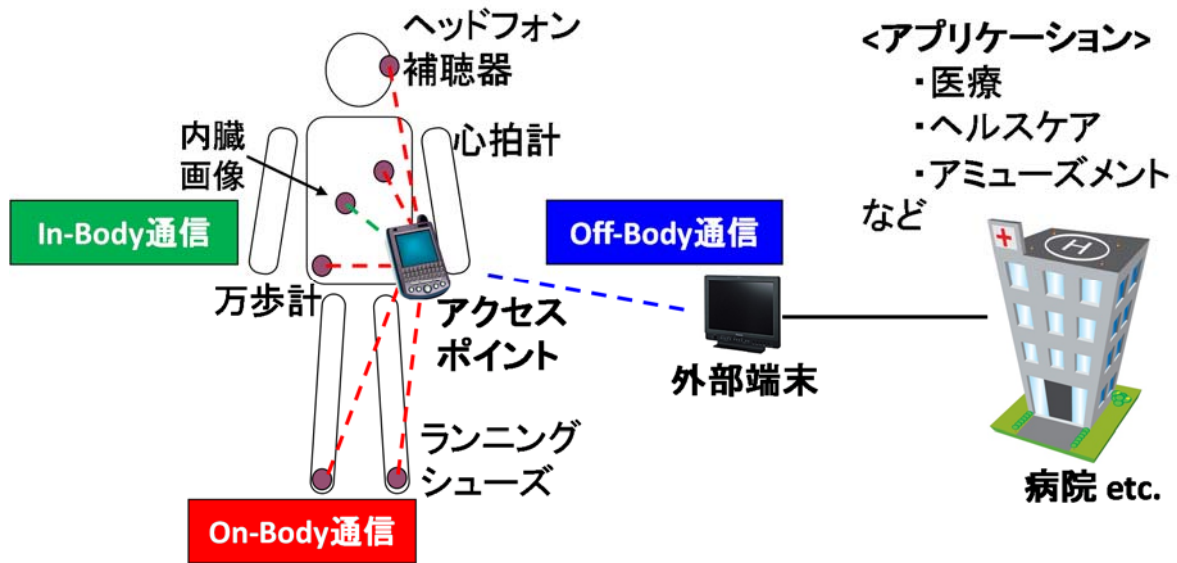 ヘッドフォン
補聴器
<アプリケーション>
・医療
・ヘルスケア
・アミューズメント
など
内臓
画像
心拍計
In-Body通信
Off-Body通信
万歩計
アクセス
ポイント
外部端末
ランニング
シューズ
On-Body通信
病院 etc.
H